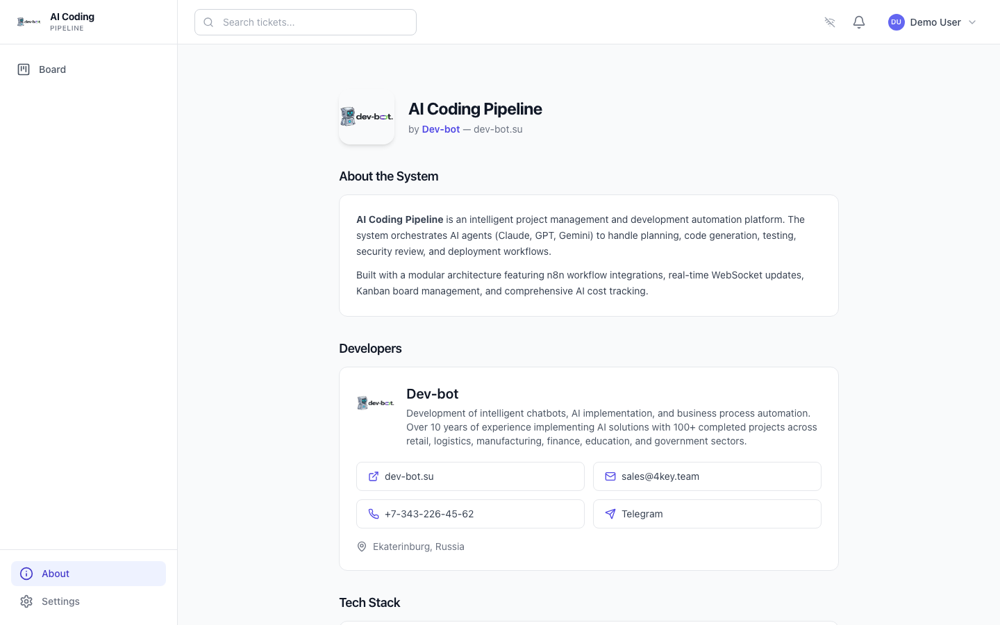 dev-bot.
AI Coding
PIPELINE
Search tickets...
DU
Demo User
Board
dev-bot.
AI Coding Pipeline
by Dev-bot — dev-bot.su
About the System
AI Coding Pipeline is an intelligent project management and development automation platform. The
system orchestrates AI agents (Claude, GPT, Gemini) to handle planning, code generation, testing,
security review, and deployment workflows.
Built with a modular architecture featuring n8n workflow integrations, real-time WebSocket updates,
Kanban board management, and comprehensive AI cost tracking.
Developers
dev-bot.
Dev-bot
Development of intelligent chatbots, AI implementation, and business process automation.
Over 10 years of experience implementing AI solutions with 100+ completed projects across
retail, logistics, manufacturing, finance, education, and government sectors.
dev-bot.su
sales@4key.team
+7-343-226-45-62
Telegram
Ekaterinburg, Russia
About
Settings
Tech Stack